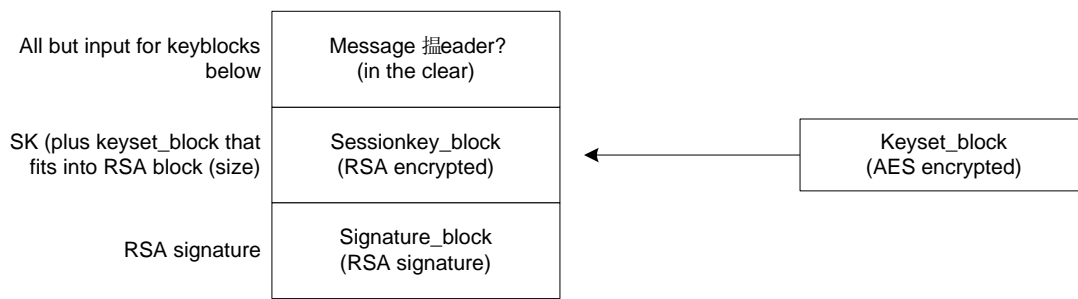 All but input for keyblocks
below
Message 揌eader?
(in the clear)
SK (plus keyset_block that
fits into RSA block (size)
Sessionkey_block
(RSA encrypted)
Keyset_block
(AES encrypted)
RSA signature
Signature_block
(RSA signature)